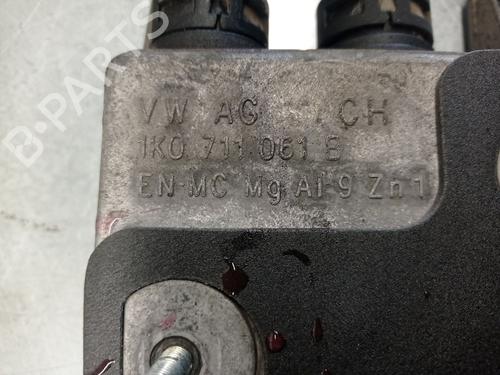 VW AG CH
1K0 711 061 B
EN-MC Mg Al 9 Zn 1
B-PARTS